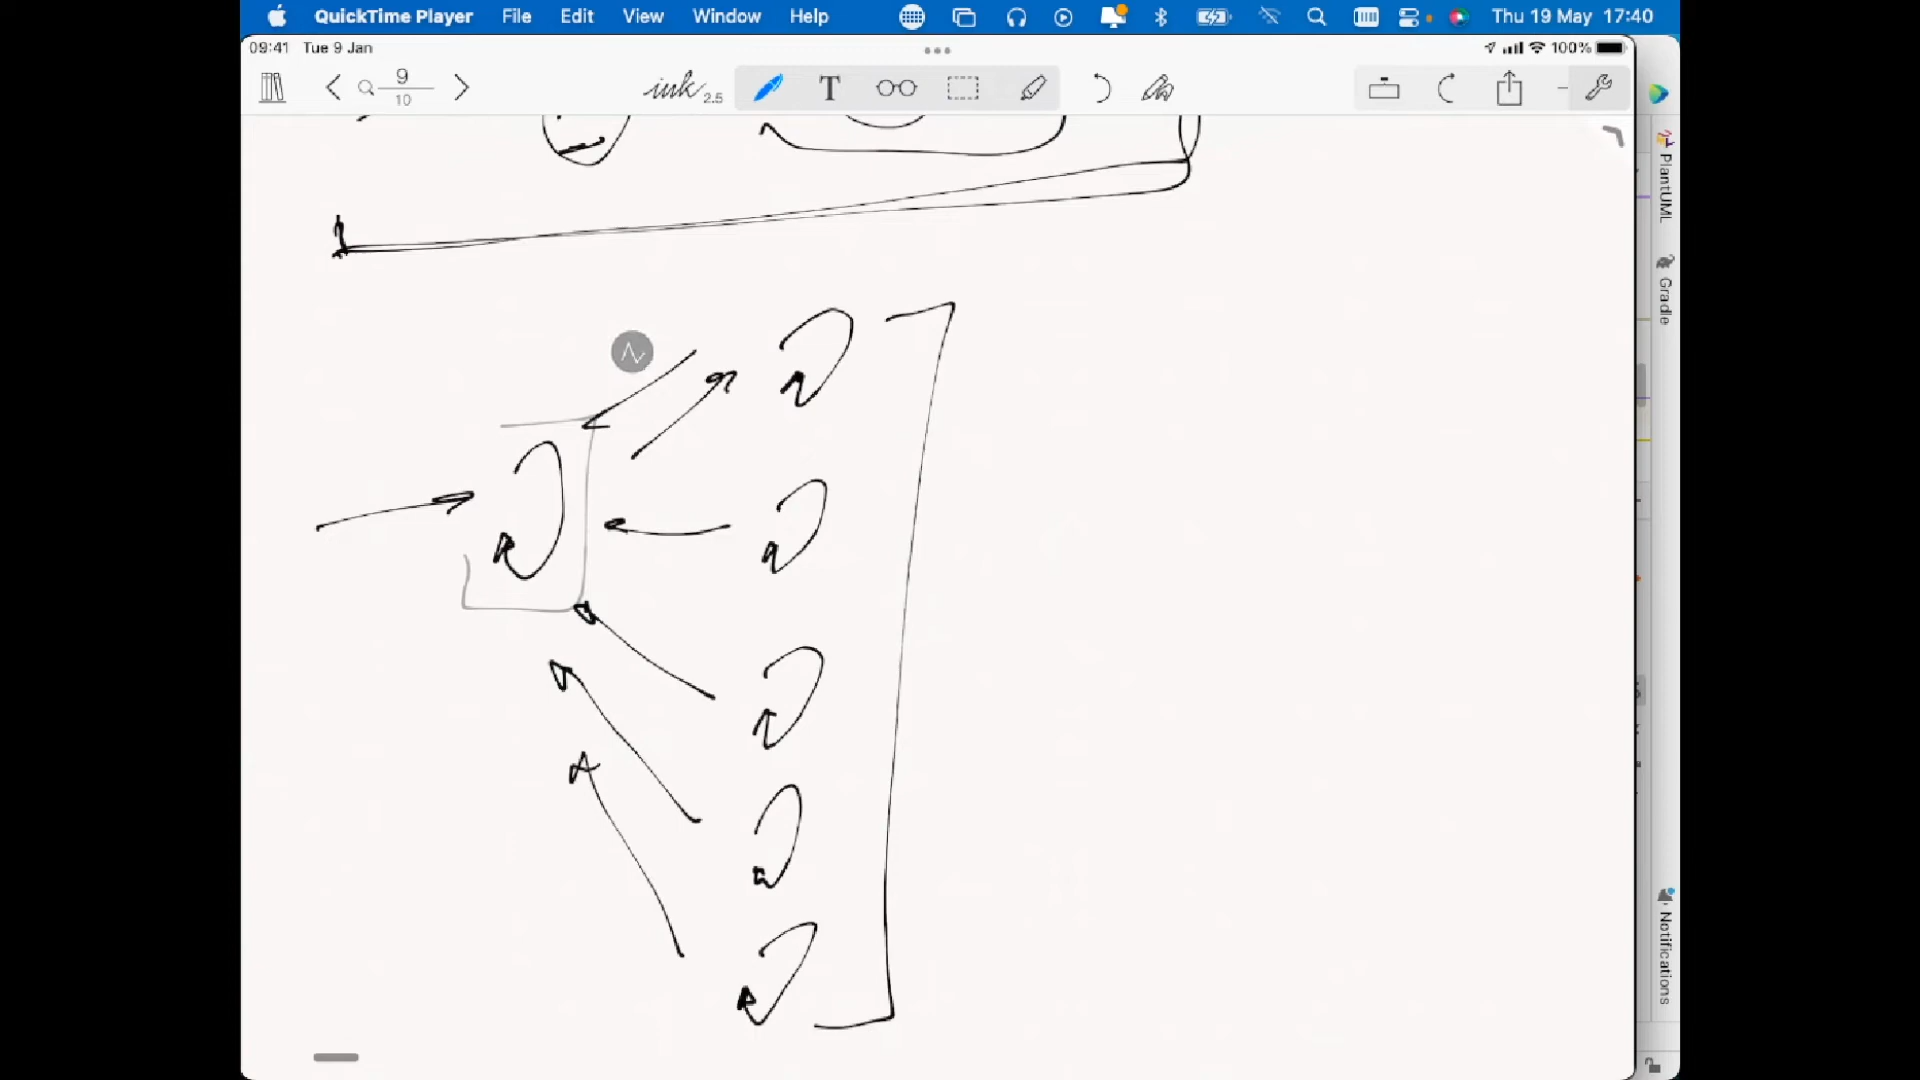 QuickTime Player File Edit View Window Help Thu 19 May 17:40
09:41 Tue 9 Jan 100%
9
10
ink 2.5 T
PlantUML
Gradle
Notifications